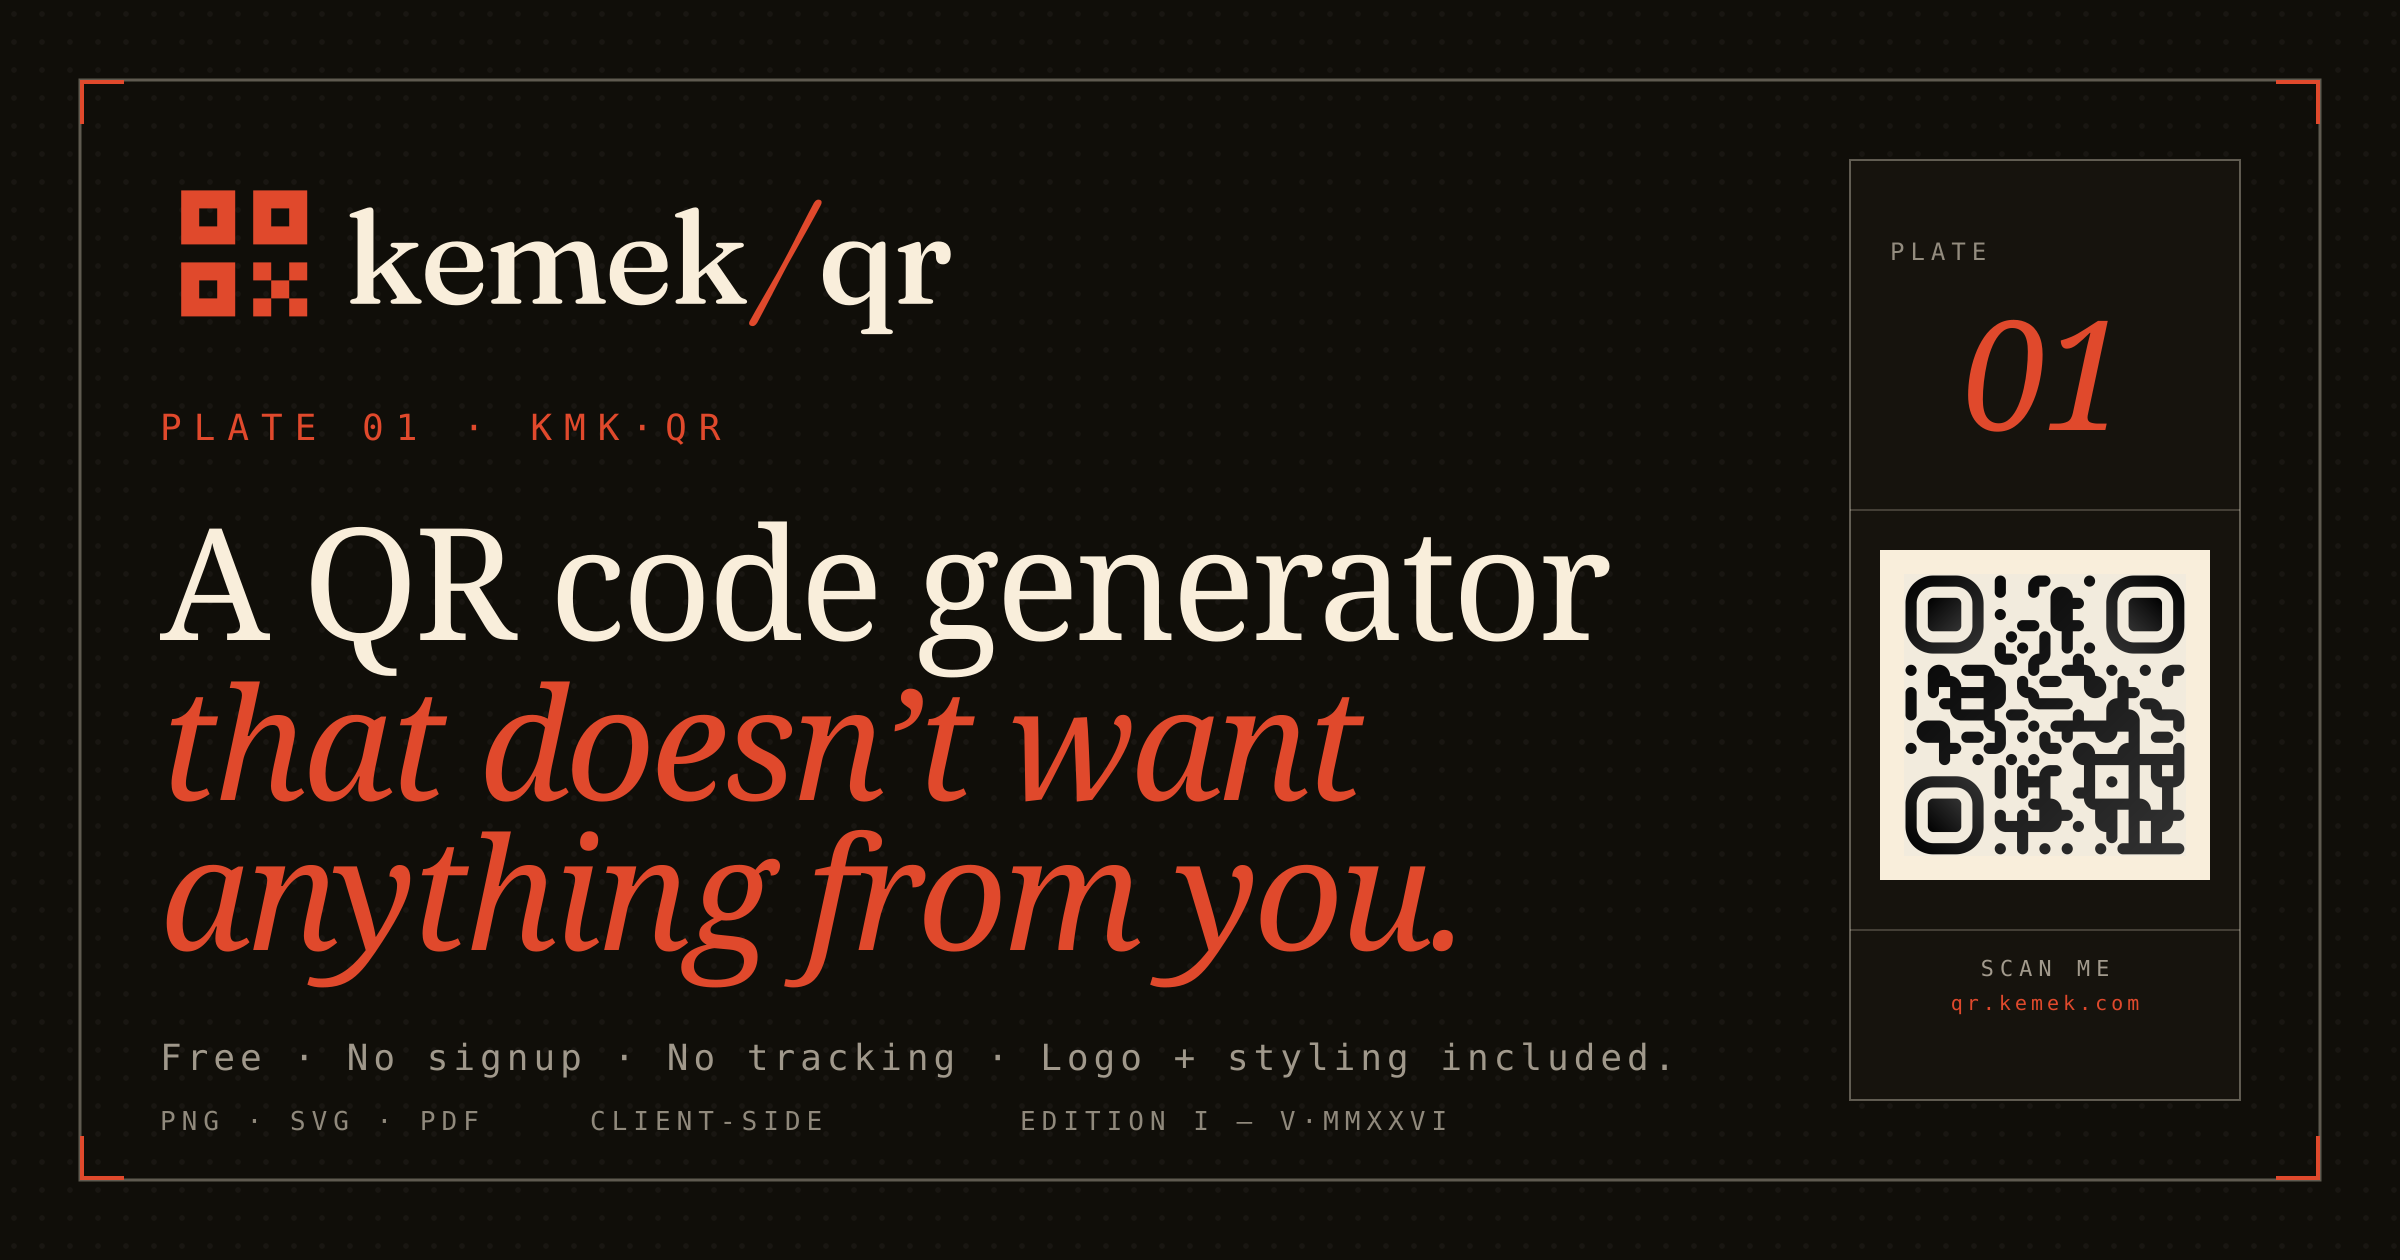 kemek/qr
PLATE 01 · KMK·QR
A QR code generator
that doesn’t want
anything from you.
Free · No signup · No tracking · Logo + styling included.
PNG · SVG · PDF CLIENT-SIDE EDITION I — V·MMXXVI
PLATE
01
SCAN ME
qr.kemek.com